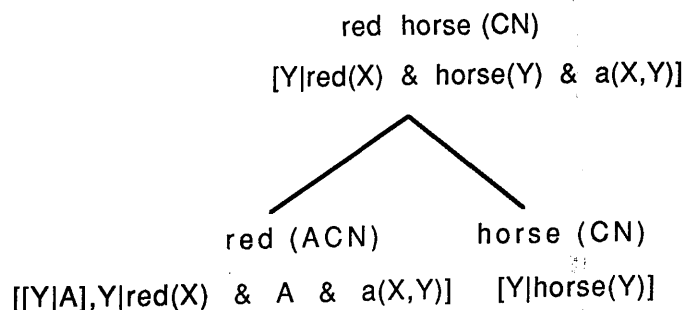 red horse (CN)
[Y|red(X) & horse(Y) & a(X,Y)]
red (ACN) horse (CN)
[[Y|A],Y|red(X) & A & a(X,Y)] [Y|horse(Y)]